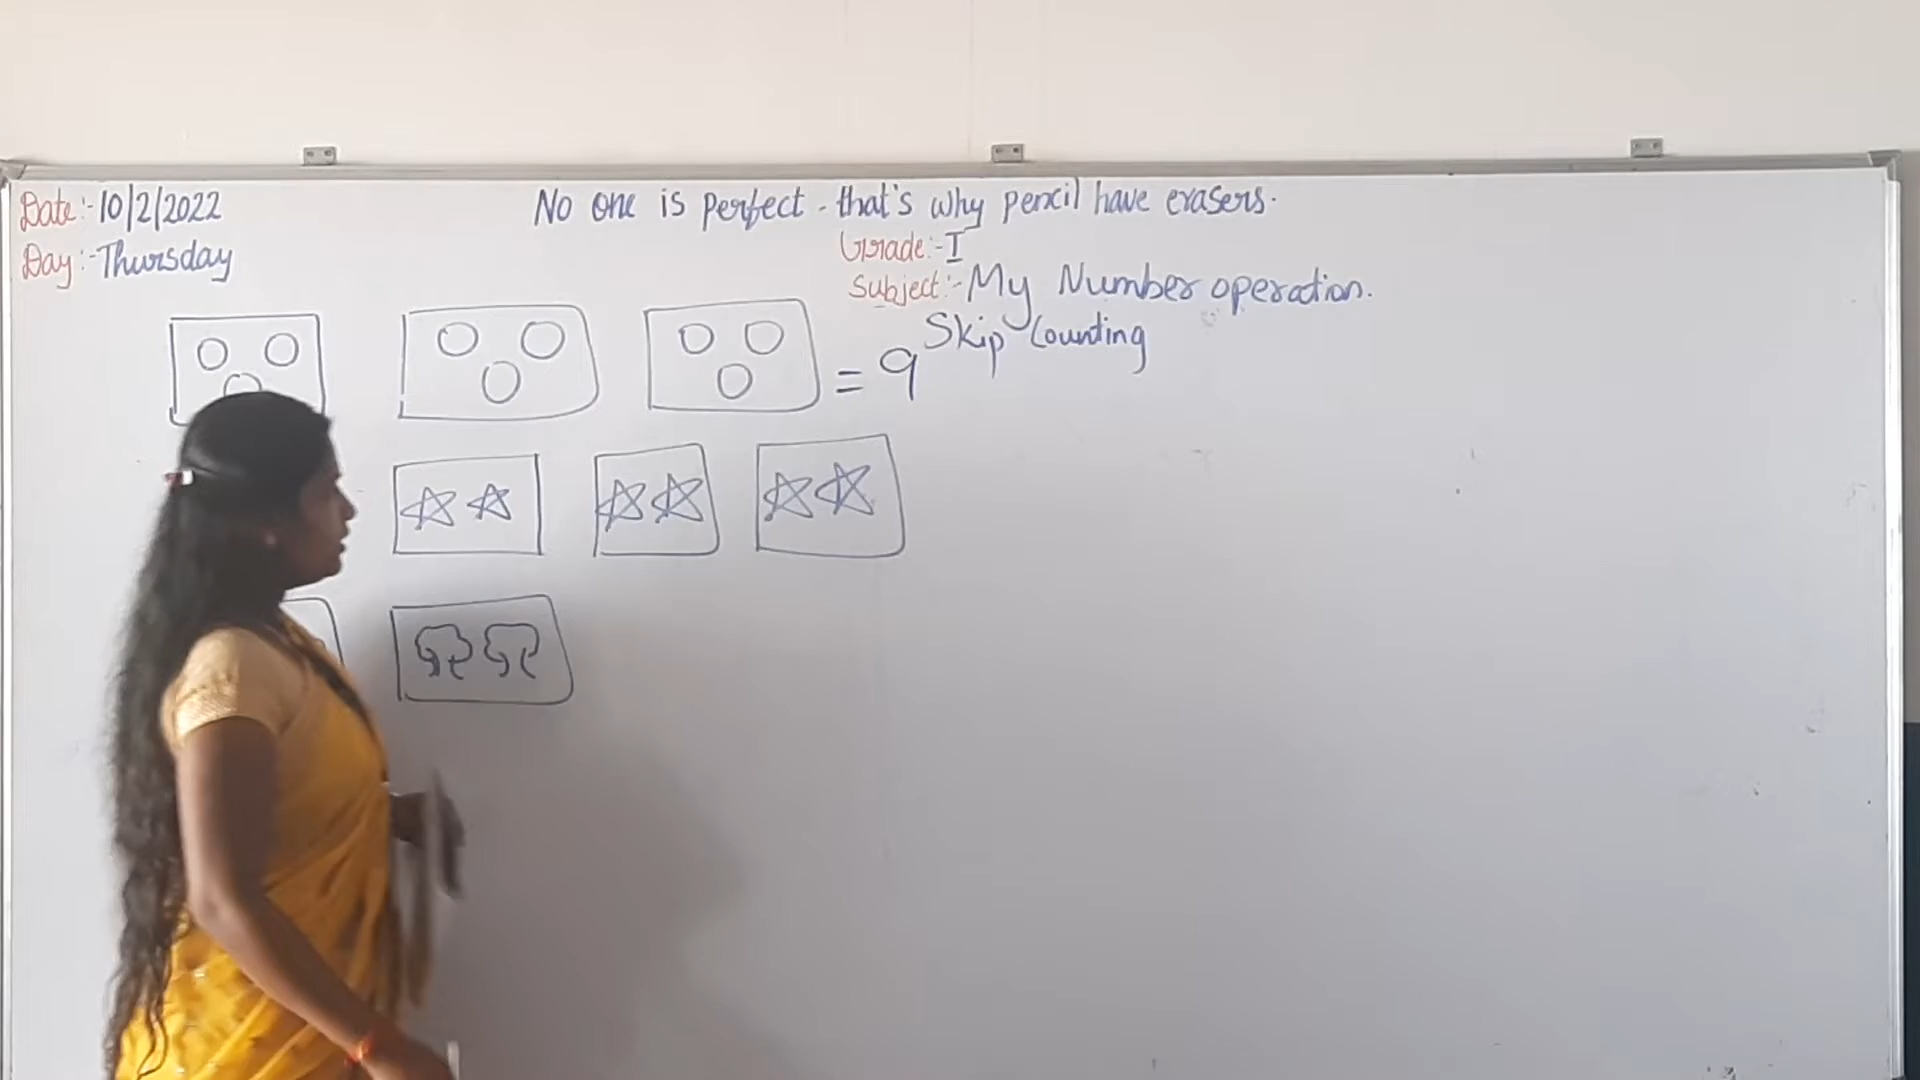 Date:- 10/2/2022
No one is perfect - that's why pencil have erasers.
Day:- Thursday
Grade:- I
Subject:- My Number operation.
Skip Counting
= 9